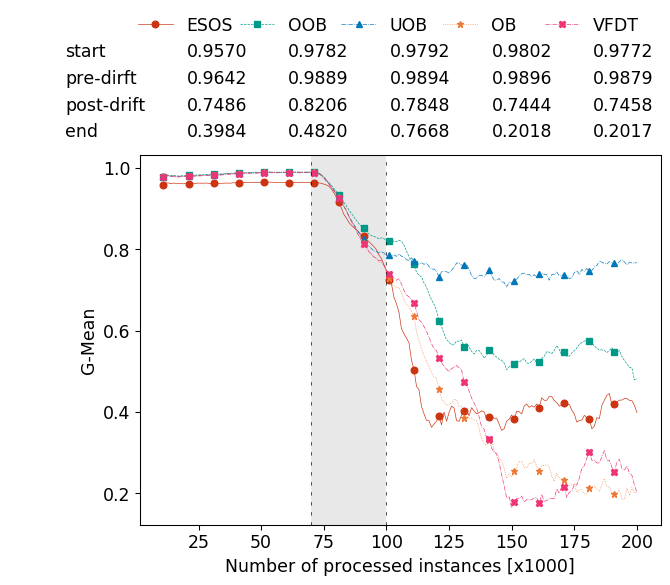 ESOS OOB UOB OB VFDT
start 0.9570 0.9782 0.9792 0.9802 0.9772
pre-dirft 0.9642 0.9889 0.9894 0.9896 0.9879
post-drift 0.7486 0.8206 0.7848 0.7444 0.7458
end 0.3984 0.4820 0.7668 0.2018 0.2017
1.0
0.8
0.6
0.4
0.2
G-Mean
25 50 75 100 125 150 175 200
Number of processed instances [x1000]